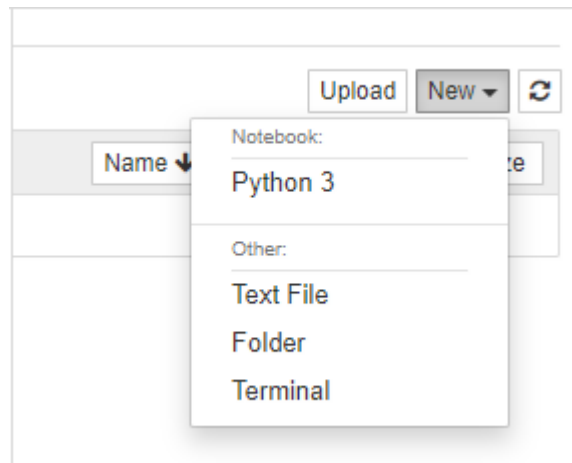 Upload New
Name
Notebook:
Python 3
Other:
Text File
Folder
Terminal